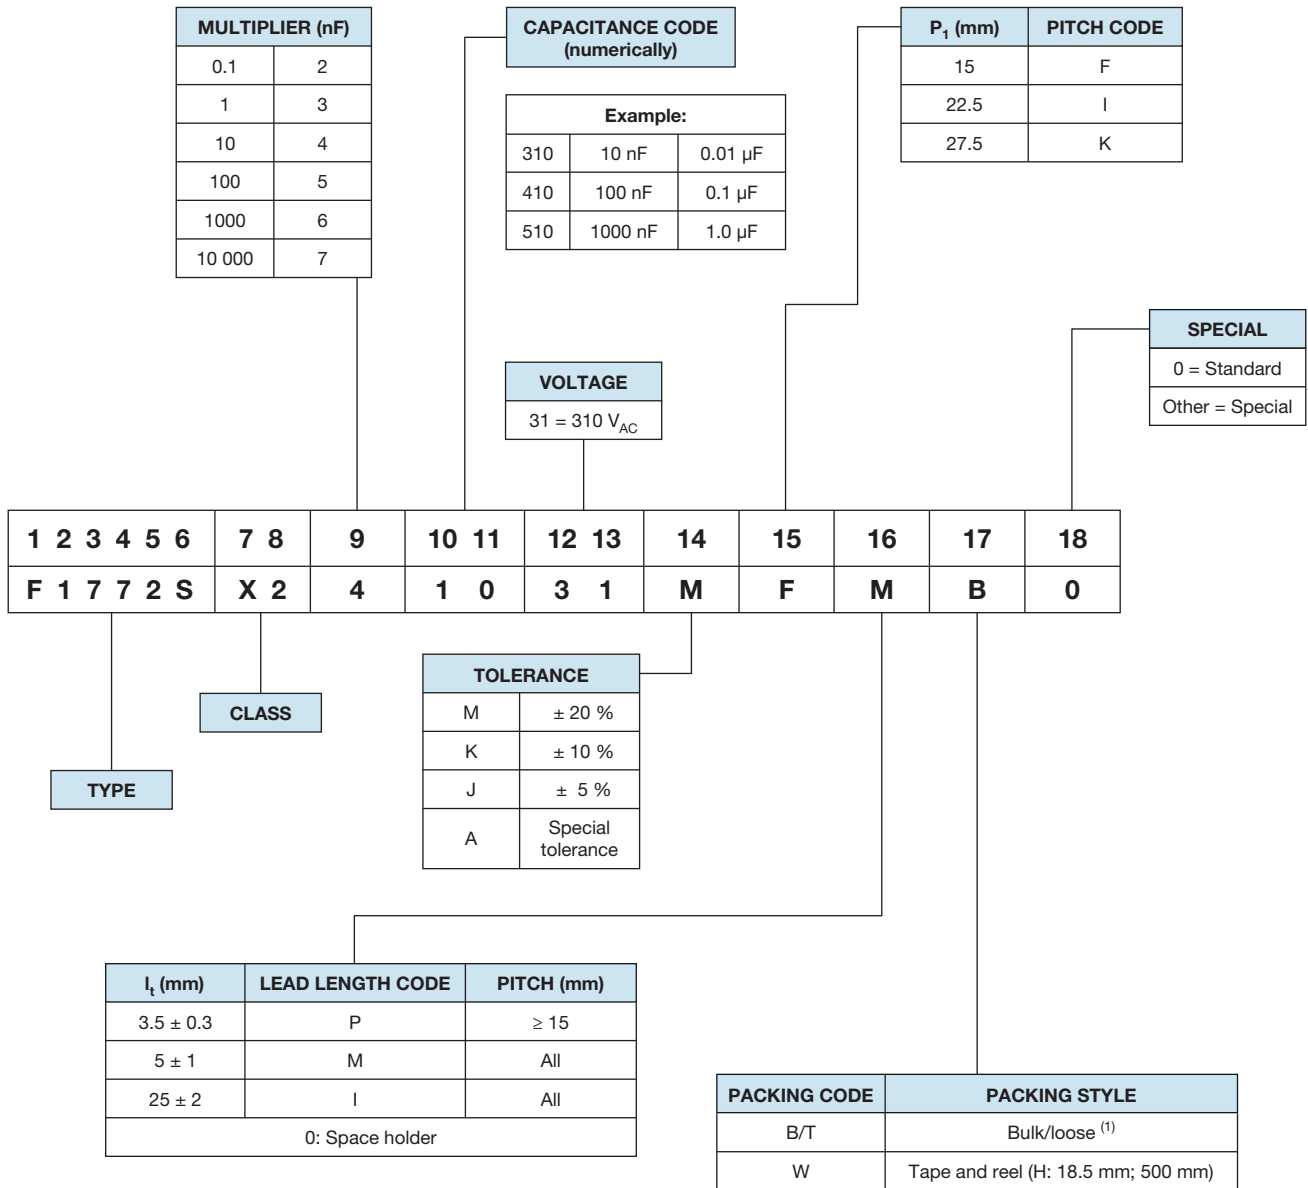 MULTIPLIER (nF)
0.1 2
1 3
10 4
100 5
1000 6
10 000 7
CAPACITANCE CODE
(numerically)
Example:
310 10 nF 0.01 µF
410 100 nF 0.1 µF
510 1000 nF 1.0 µF
P1 (mm) PITCH CODE
15 F
22.5 I
27.5 K
SPECIAL
0 = Standard
Other = Special
VOLTAGE
31 = 310 VAC
1 2 3 4 5 6 7 8 9 10 11 12 13 14 15 16 17 18
F 1 7 7 2 S X 2 4 1 0 3 1 M F M B 0
TOLERANCE
M ± 20 %
K ± 10 %
J ± 5 %
A Special
tolerance
CLASS
TYPE
lt (mm) LEAD LENGTH CODE PITCH (mm)
3.5 ± 0.3 P ≥ 15
5 ± 1 M All
25 ± 2 I All
0: Space holder
PACKING CODE PACKING STYLE
B/T Bulk/loose (1)
W Tape and reel (H: 18.5 mm; 500 mm)